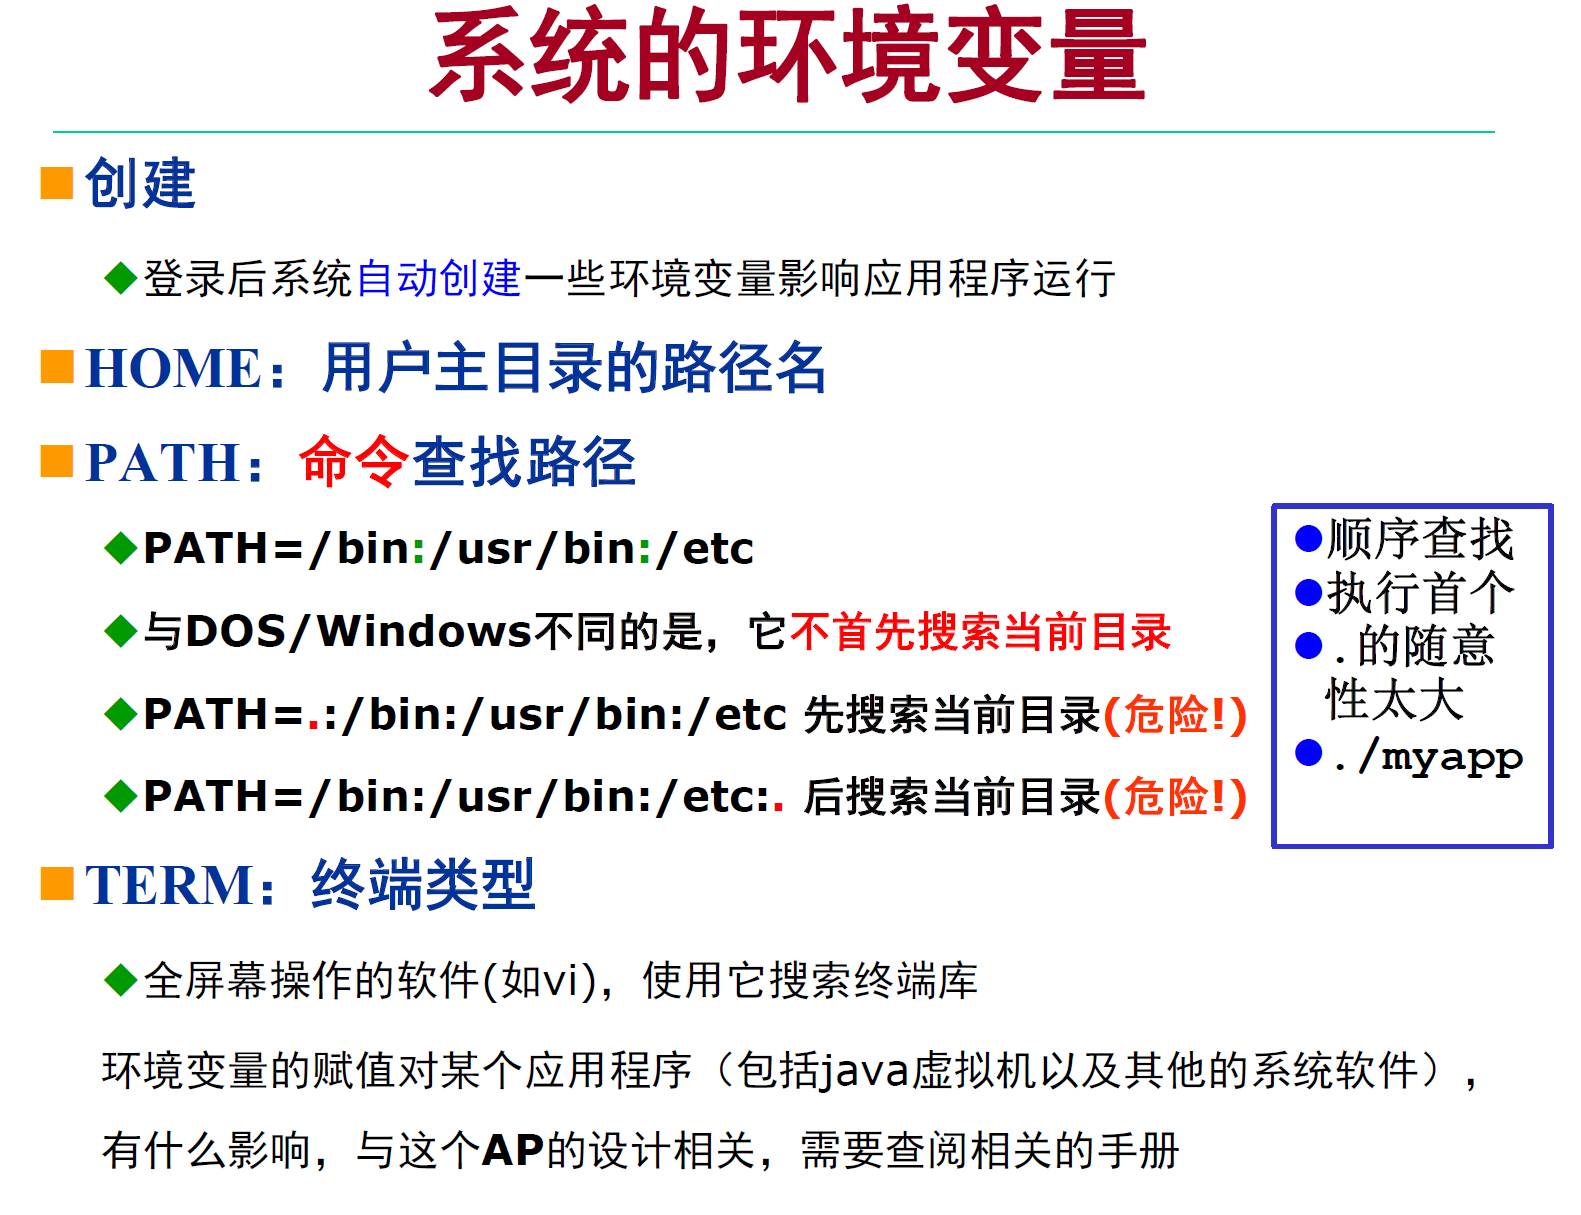 系统的环境变量
创建
登录后系统自动创建一些环境变量影响应用程序运行
HOME：用户主目录的路径名
PATH：命令查找路径
PATH=/bin:/usr/bin:/etc
与DOS/Windows不同的是，它不首先搜索当前目录
PATH=.:/bin:/usr/bin:/etc 先搜索当前目录(危险!)
PATH=/bin:/usr/bin:/etc:. 后搜索当前目录(危险!)
顺序查找
执行首个
.的随意
性太大
./myapp
TERM：终端类型
全屏幕操作的软件(如vi)，使用它搜索终端库
环境变量的赋值对某个应用程序（包括java虚拟机以及其他的系统软件），
有什么影响，与这个AP的设计相关，需要查阅相关的手册